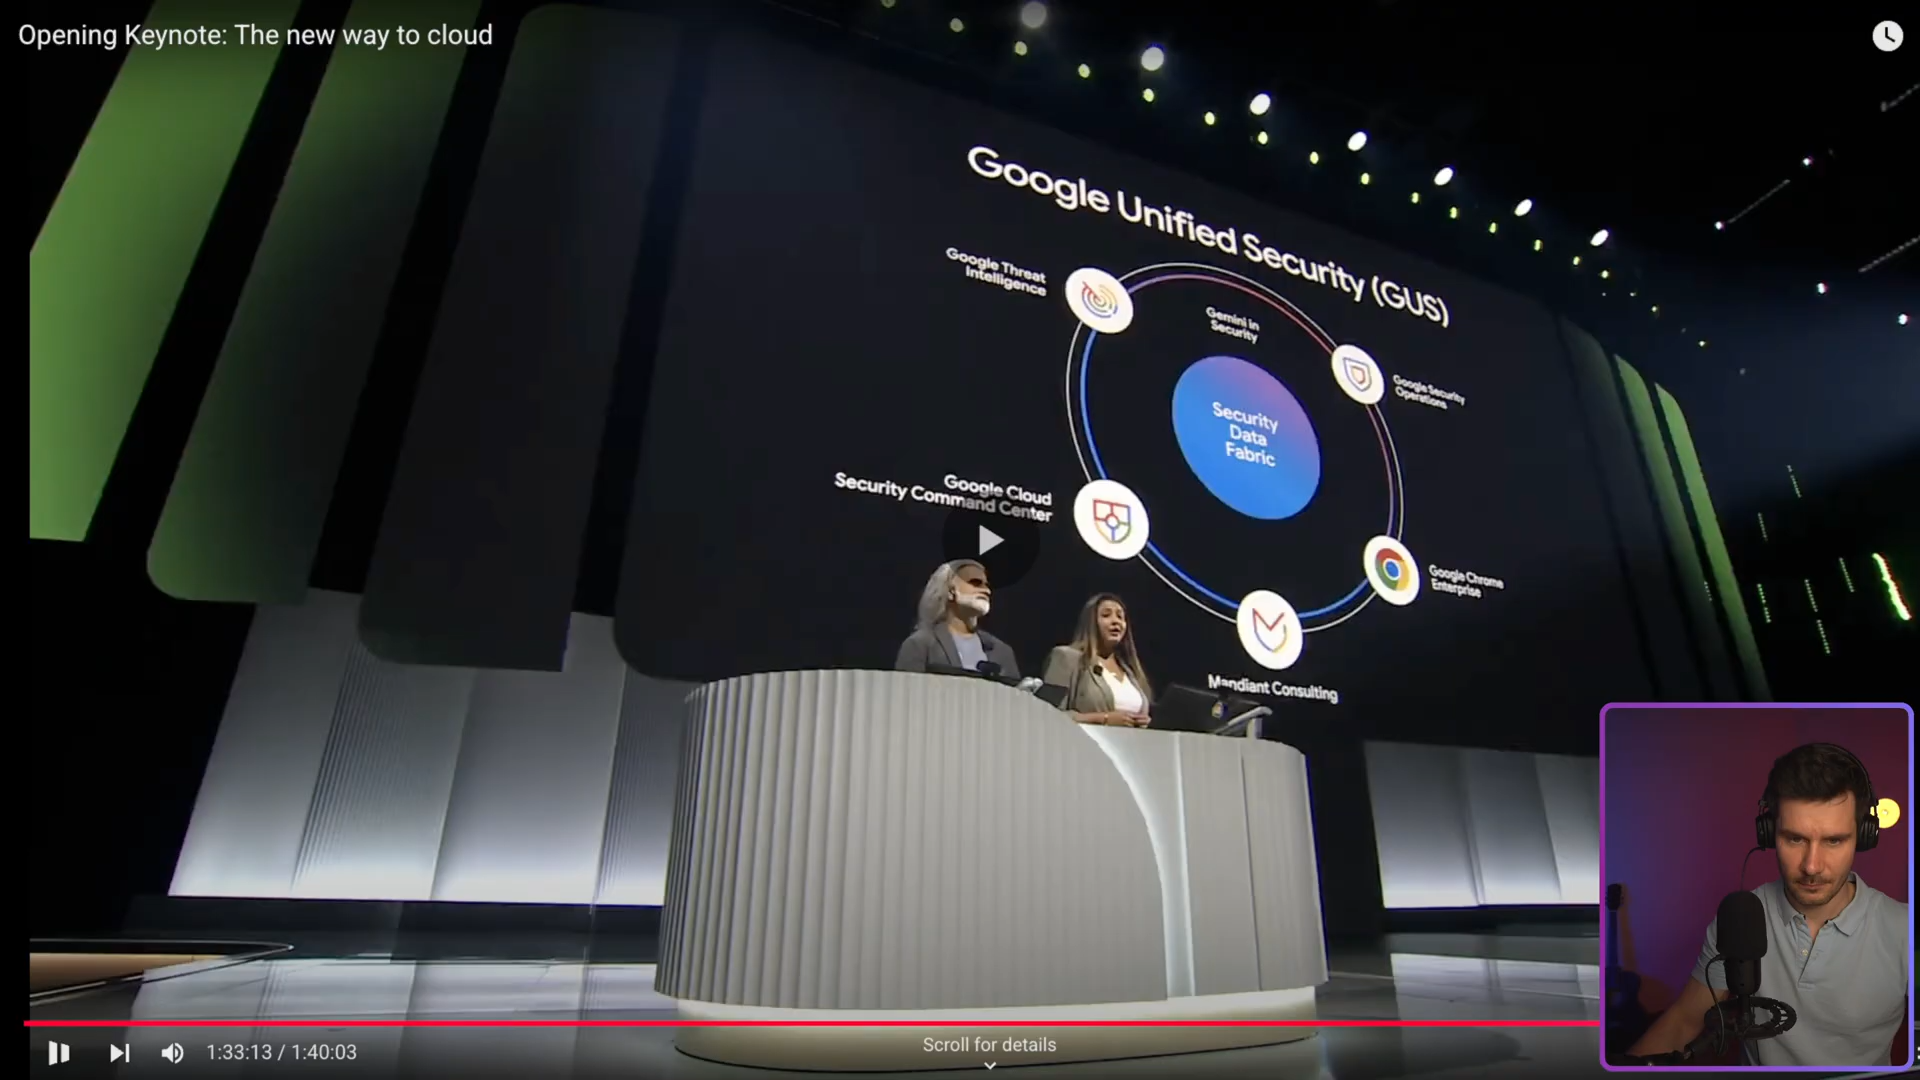 Opening Keynote: The new way to cloud
Google Unified Security (GUS)
Google Threat
Intelligence
Gemini in
Security
Google Security
Operations
Security
Data
Fabric
Google Cloud
Security Command Center
Google Chrome
Enterprise
Mandiant Consulting
Scroll for details
1:33:13 / 1:40:03